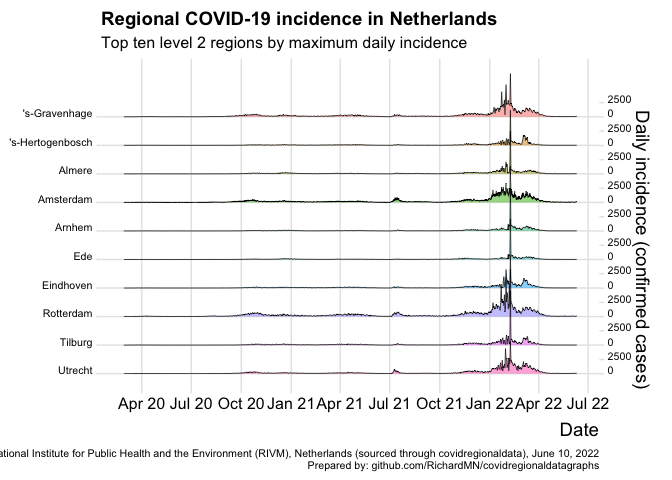 Regional COVID-19 incidence in Netherlands
Top ten level 2 regions by maximum daily incidence
's-Gravenhage
2500
0
's-Hertogenbosch
2500
0
Almere
2500
0
Amsterdam
2500
0
Arnhem
2500
0
Ede
2500
0
Eindhoven
2500
0
Rotterdam
2500
0
Tilburg
2500
0
Utrecht
2500
0
Daily incidence (confirmed cases)
Apr 20 Jul 20 Oct 20 Jan 21 Apr 21 Jul 21 Oct 21 Jan 22 Apr 22 Jul 22
Date
Institute for Public Health and the Environment (RIVM), Netherlands (sourced through covidregionaldata), June 10, 2022
Prepared by: github.com/RichardMN/covidregionaldatagraphs